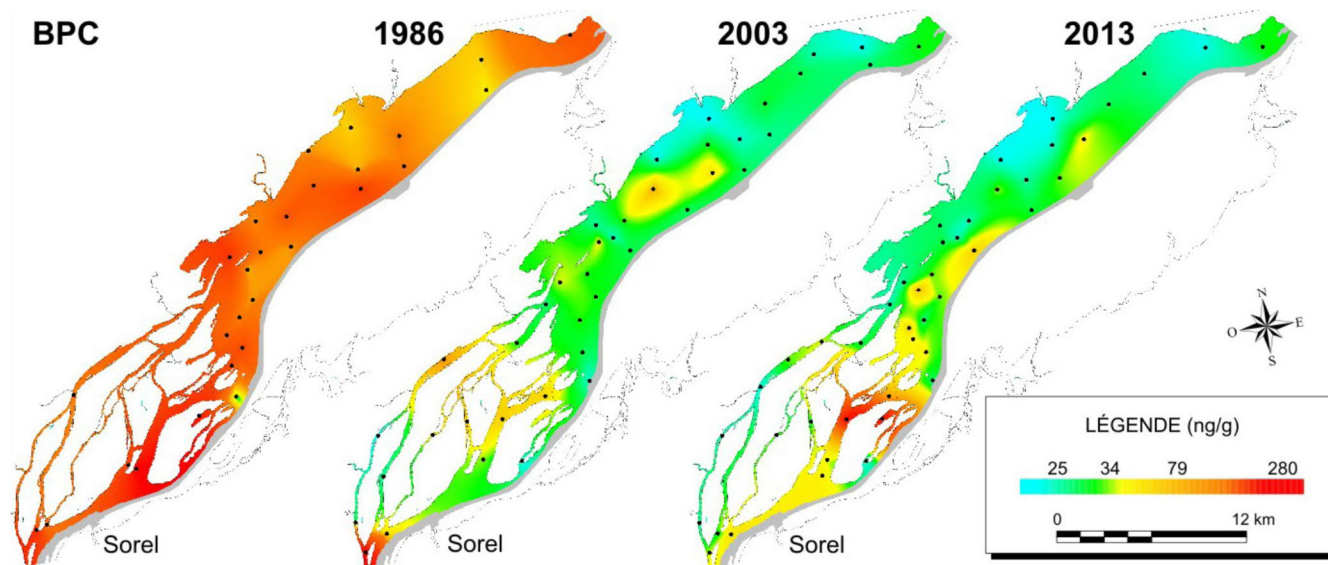 BPC
1986
2003
2013
N
O
E
S
LÉGENDE (ng/g)
25
34
79
280
0
12 km
Sorel
Sorel
Sorel